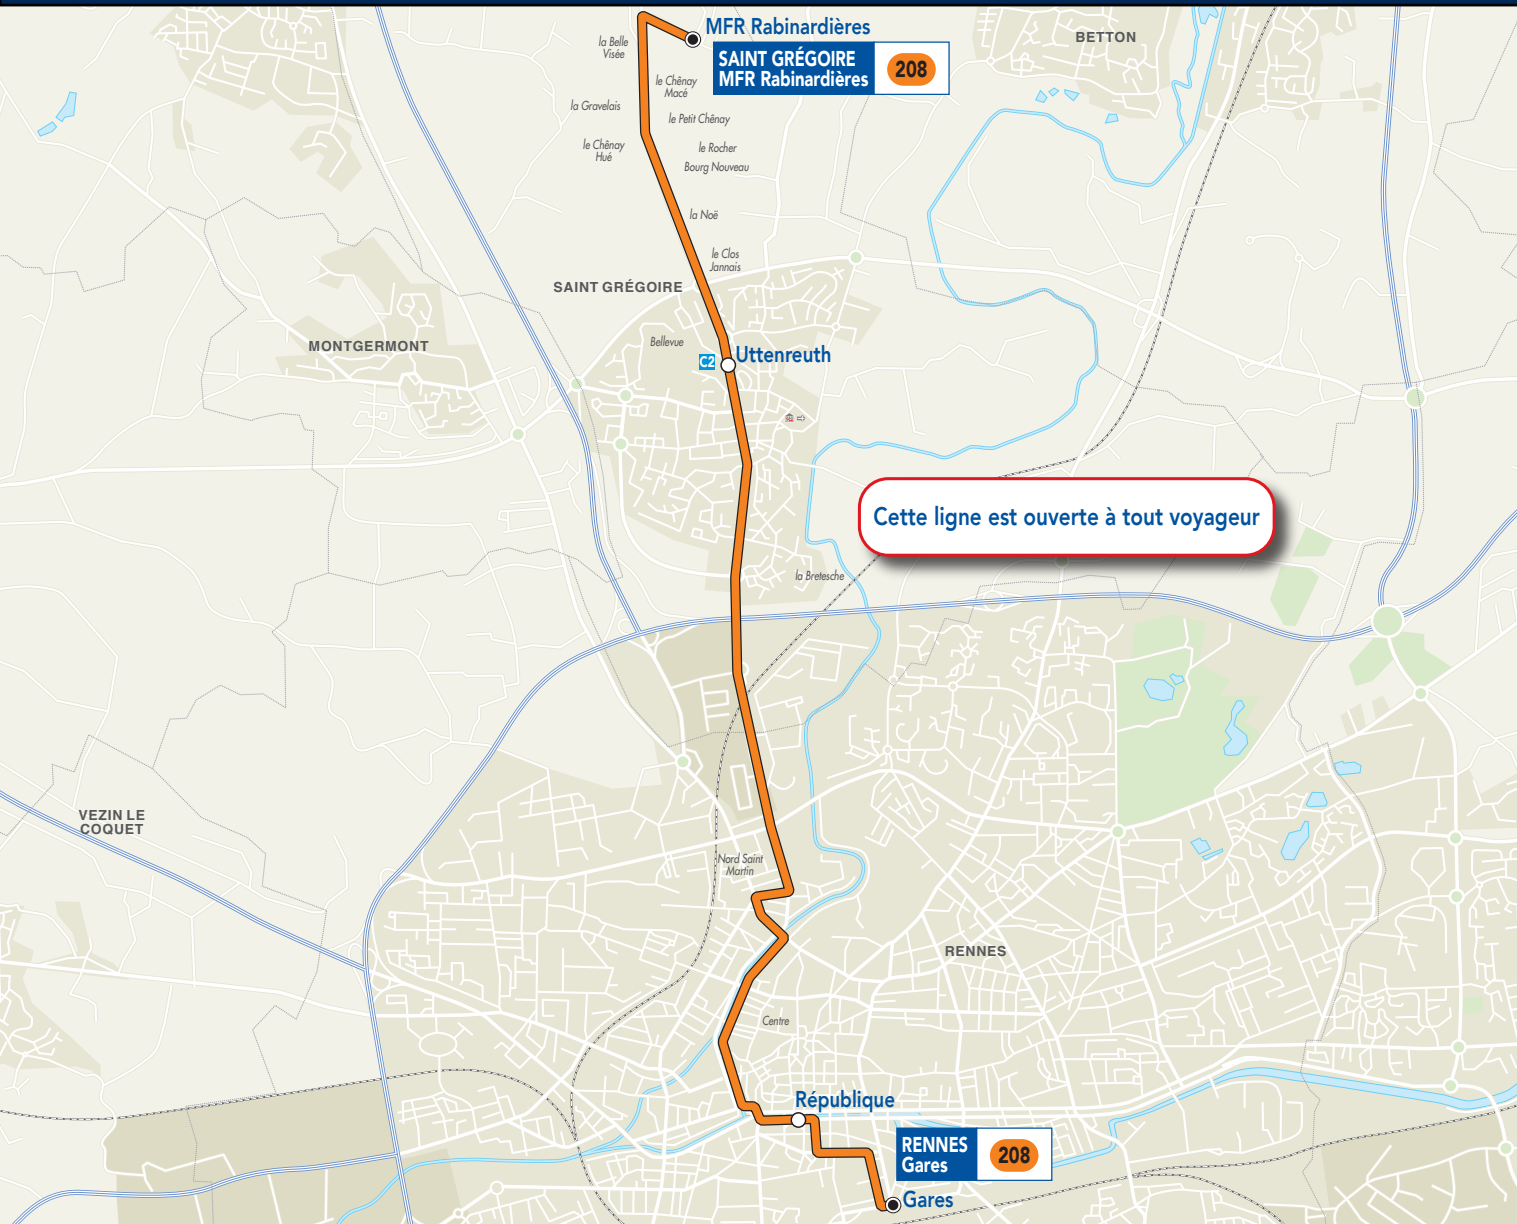 MFR Rabinardières
SAINT GRÉGOIRE
MFR Rabinardières
208
BETTON
la Belle
Visée
le Chênay
Macé
la Gravelais
le Petit Chênay
le Chênay
Hué
le Rocher
Bourg Nouveau
la Noë
le Clos
Jannais
SAINT GRÉGOIRE
MONTGERMONT
Bellevue
C2
Uttenreuth
Cette ligne est ouverte à tout voyageur
la Bretesche
VEZIN LE
COQUET
Nord Saint
Martin
RENNES
Centre
République
RENNES
Gares
208
Gares